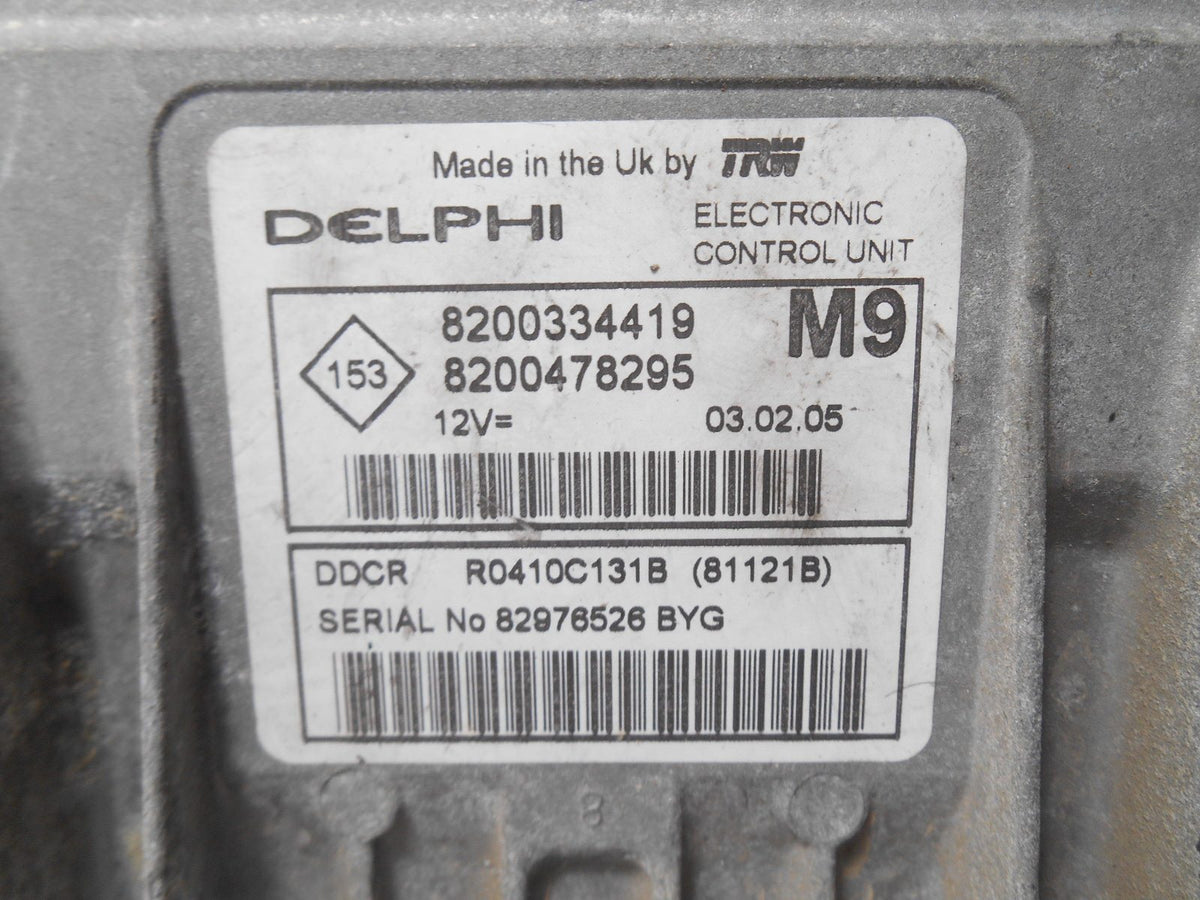 Made in the Uk by TRW
DELPHI
ELECTRONIC
CONTROL UNIT
M9
8200334419
153
8200478295
12V= 03.02.05
DDCR R0410C131B (81121B)
SERIAL No 82976526 BYG
8